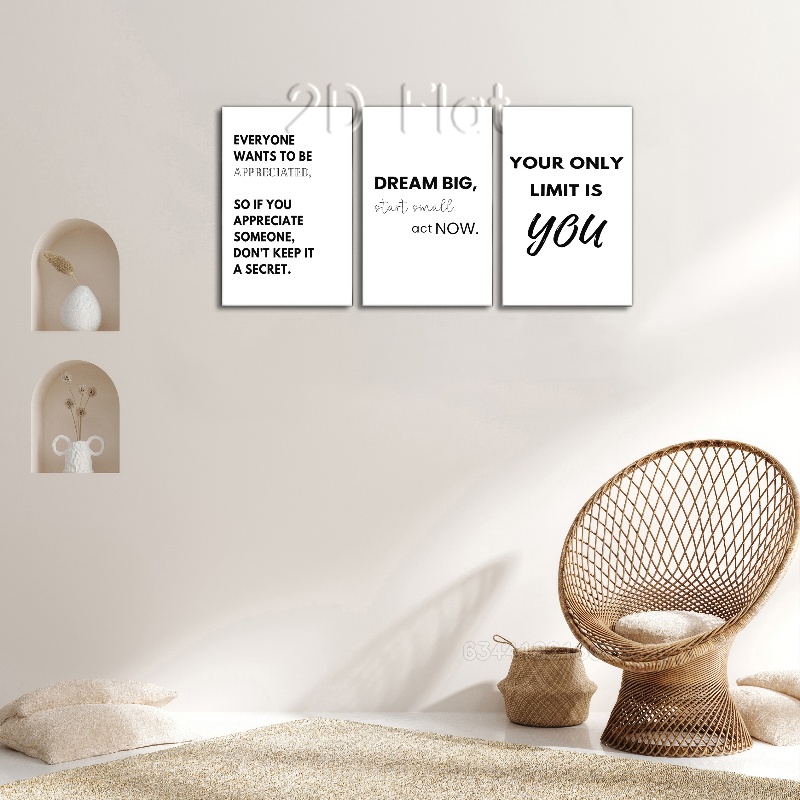 2D Flat
EVERYONE
WANTS TO BE
APPRECIATED,
SO IF YOU
APPRECIATE
SOMEONE,
DON'T KEEP IT
A SECRET.
DREAM BIG,
start small
act NOW.
YOUR ONLY
LIMIT IS
YOU